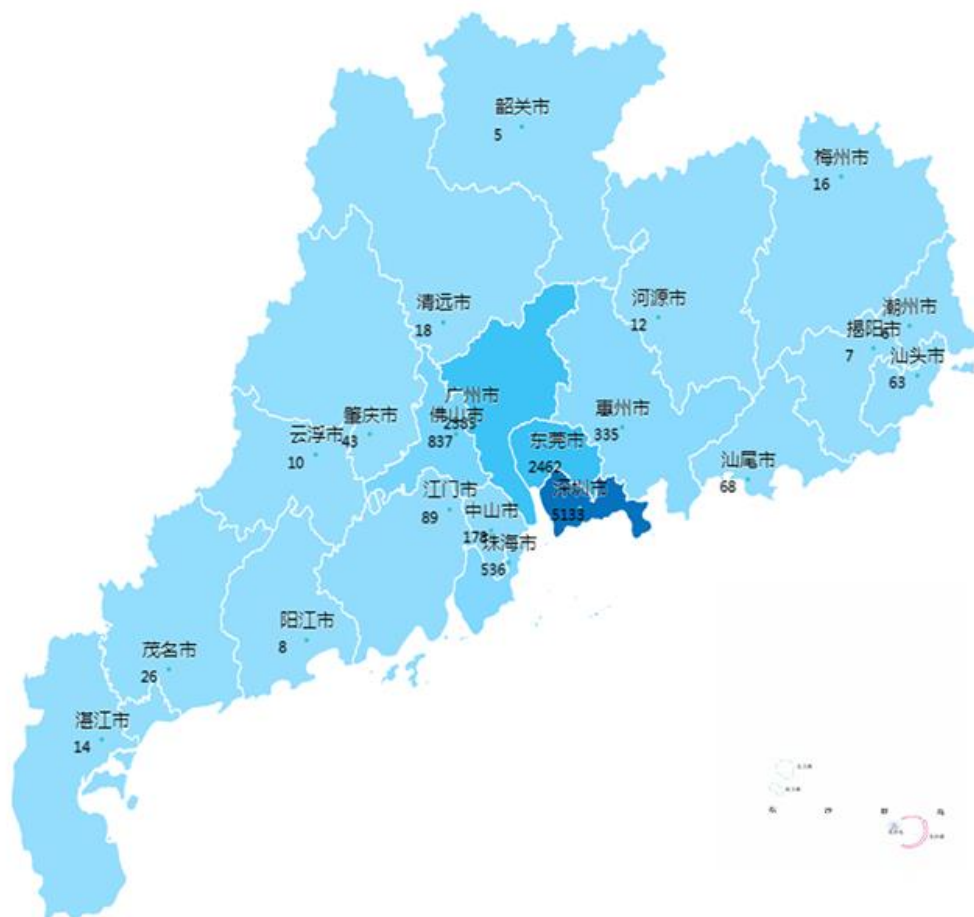 韶关市
5
梅州市
16
清远市
18
河源市
12
潮州市
6
揭阳市
7
汕头市
63
广州市
佛山市
837
肇庆市
43
云浮市
10
惠州市
335
东莞市
2462
汕尾市
68
深圳市
5133
江门市
89
中山市
178
珠海市
536
阳江市
8
茂名市
26
湛江市
14